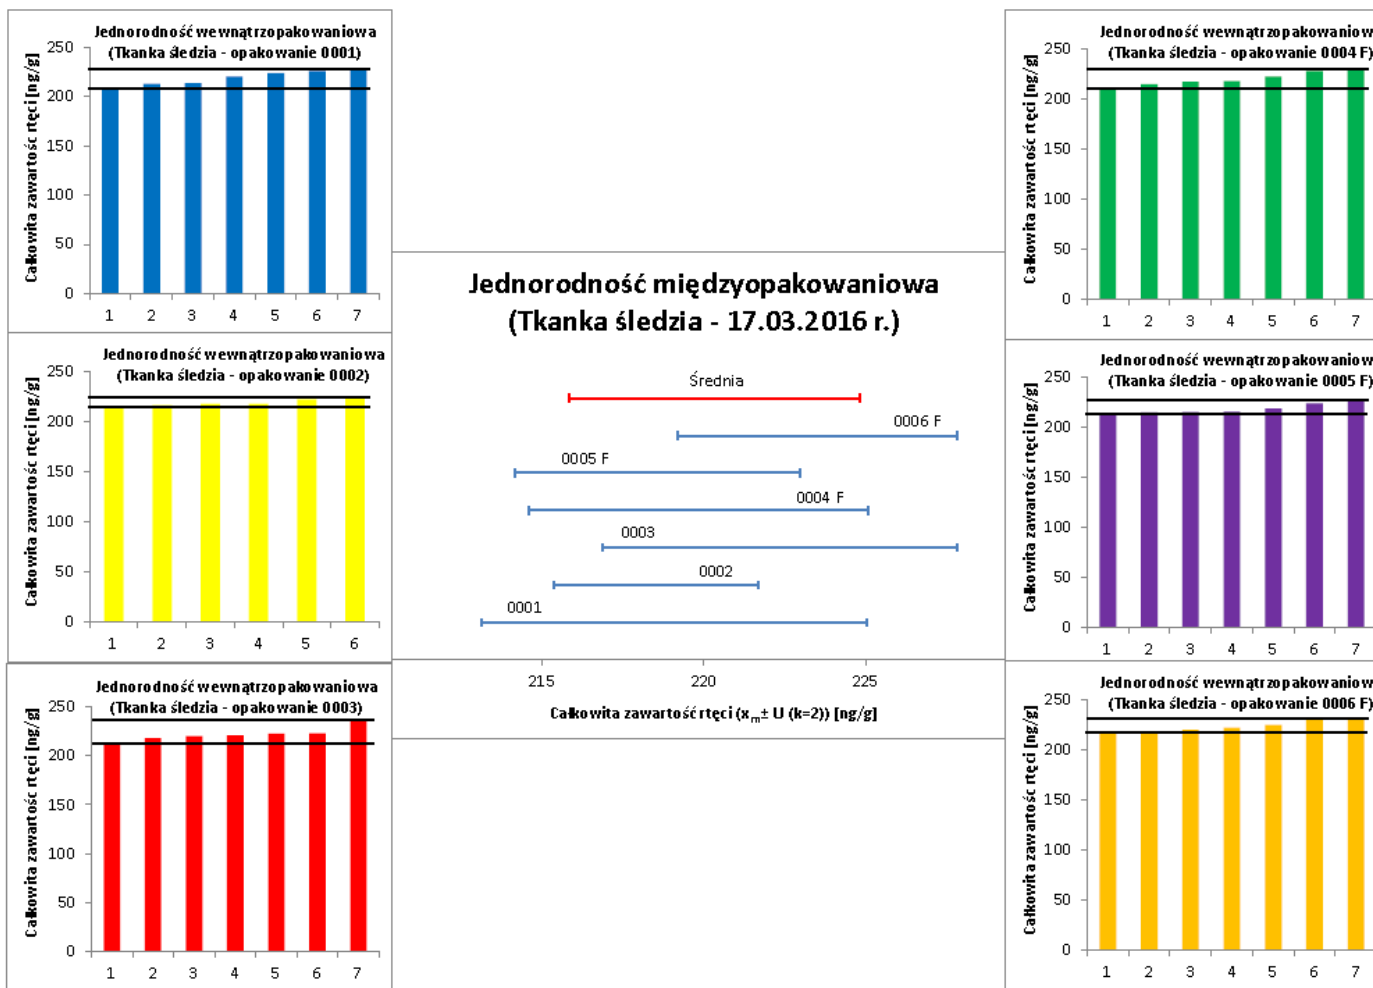 Jednorodność wewnątrzopakowaniowa
(Tkanka śledzia - opakowanie 0001)
Całkowita zawartośc rtęci [ng/g]
250
200
150
100
50
0
1 2 3 4 5 6 7
Jednorodność wewnątrzopakowaniowa
(Tkanka śledzia - opakowanie 0002)
Całkowita zawartośc rtęci [ng/g]
250
200
150
100
50
0
1 2 3 4 5 6
Jednorodność wewnątrzopakowaniowa
(Tkanka śledzia - opakowanie 0003)
Całkowita zawartośc rtęci [ng/g]
250
200
150
100
50
0
1 2 3 4 5 6 7
Jednorodność międzyopakowaniowa
(Tkanka śledzia - 17.03.2016 r.)
Średnia
0006 F
0005 F
0004 F
0003
0002
0001
215 220 225
Całkowita zawartość rtęci (xm± U (k=2)) [ng/g]
Jednorodność wewnątrzopakowaniow
(Tkanka śledzia - opakowanie 0004 F)
Całkowita zawartośc rtęci [ng/g]
250
200
150
100
50
0
1 2 3 4 5 6 7
Jednorodność wewnątrzopakowaniow
(Tkanka śledzia - opakowanie 0005 F)
Całkowita zawartośc rtęci [ng/g]
250
200
150
100
50
0
1 2 3 4 5 6 7
Jednorodność wewnątrzopakowaniow
(Tkanka śledzia - opakowanie 0006 F)
Całkowita zawartośc rtęci [ng/g]
250
200
150
100
50
0
1 2 3 4 5 6 7